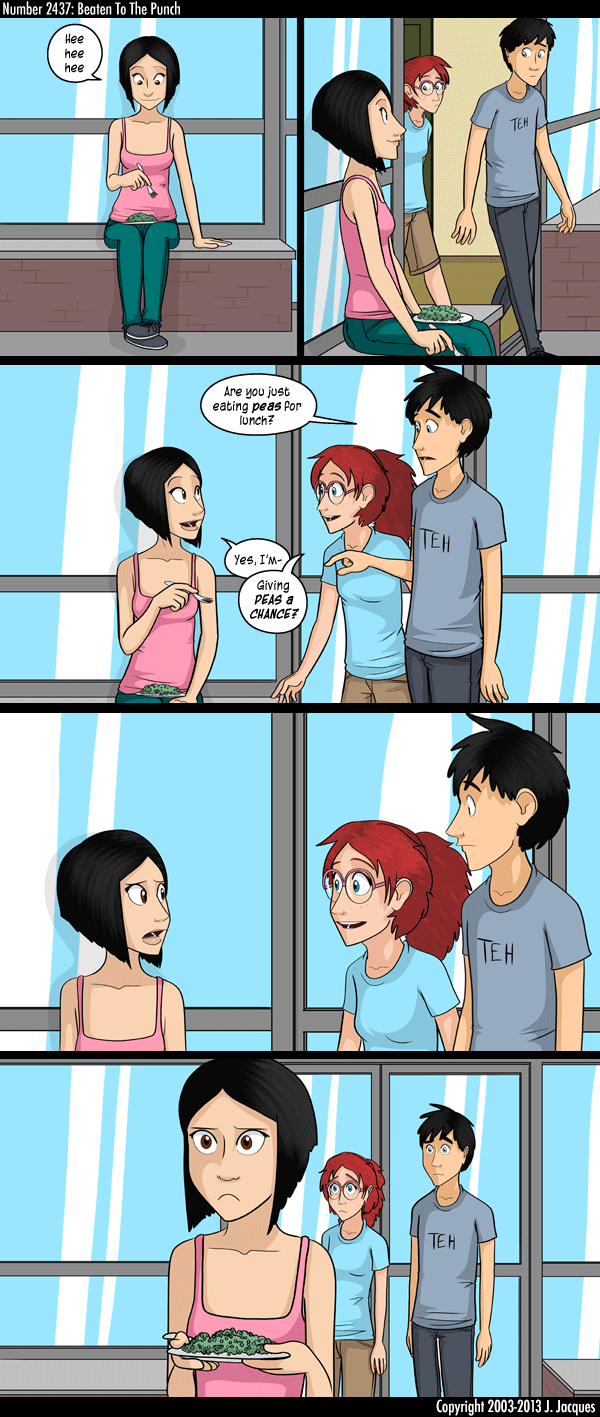 Number 2437: Beaten To The Punch
Hee
hee
hee
TEH
Are you just
eating peas for
lunch?
Yes, I'm-
Giving
PEAS a
CHANCE?
TEH
TEH
TEH
Copyright 2003-2013 J. Jacques